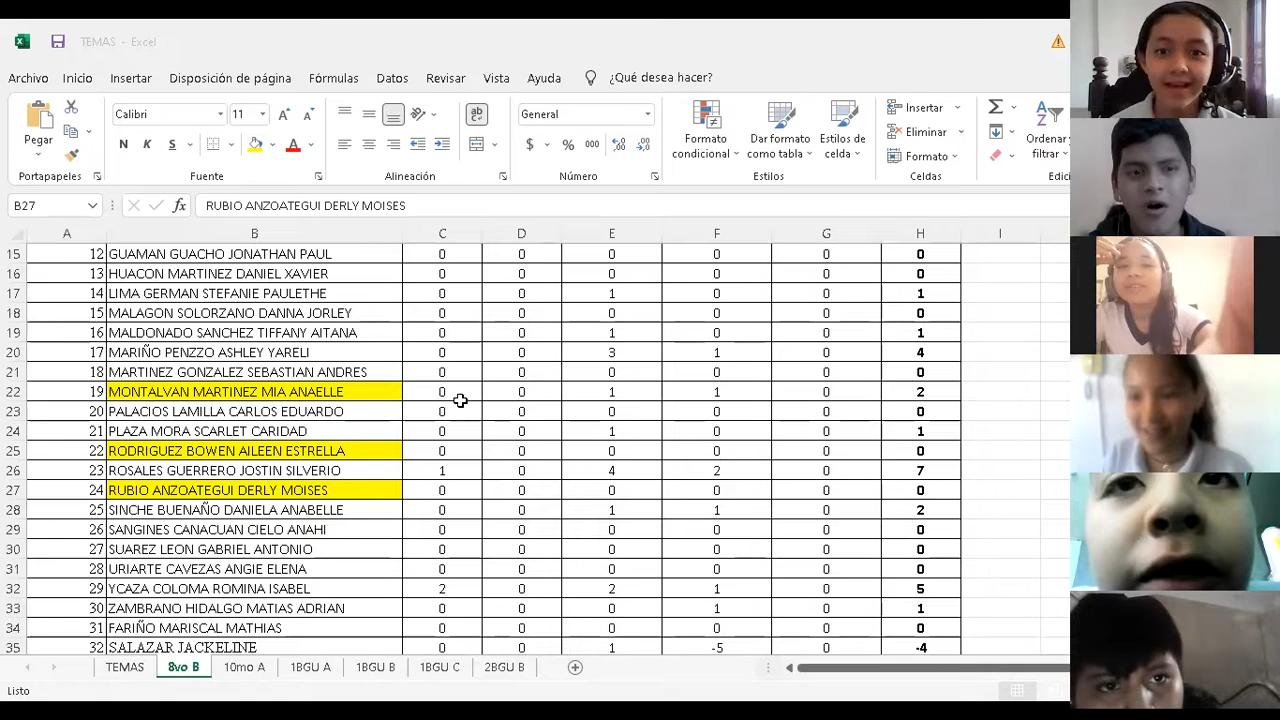 TEMAS - Excel
Archivo Inicio Insertar Disposición de página Fórmulas Datos Revisar Vista Ayuda ¿Qué desea hacer?
Pegar
Calibri 11
N K S A
ab
General
$ % 000
Formato condicional
Dar formato como tabla
Estilos de celda
Insertar
Eliminar
Formato
Ordenar filtrar
Portapapeles Fuente Alineación Número Estilos Celdas
B27 fx RUBIO ANZOATEGUI DERLY MOISES
A B C D E F G H I
15 12 GUAMAN GUACHO JONATHAN PAUL 0 0 0 0 0 0
16 13 HUACON MARTINEZ DANIEL XAVIER 0 0 0 0 0 0
17 14 LIMA GERMAN STEFANIE PAULETHE 0 0 1 0 0 1
18 15 MALAGON SOLORZANO DANNA JORLEY 0 0 0 0 0 0
19 16 MALDONADO SANCHEZ TIFFANY AITANA 0 0 1 0 0 1
20 17 MARIÑO PENZZO ASHLEY YARELI 0 0 3 1 0 4
21 18 MARTINEZ GONZALEZ SEBASTIAN ANDRES 0 0 0 0 0 0
22 19 MONTALVAN MARTINEZ MIA ANAELLE 0 0 1 1 0 2
23 20 PALACIOS LAMILLA CARLOS EDUARDO 0 0 0 0 0 0
24 21 PLAZA MORA SCARLET CARIDAD 0 0 1 0 0 1
25 22 RODRIGUEZ BOWEN AILEEN ESTRELLA 0 0 0 0 0 0
26 23 ROSALES GUERRERO JOSTIN SILVERIO 1 0 4 2 0 7
27 24 RUBIO ANZOATEGUI DERLY MOISES 0 0 0 0 0 0
28 25 SINCHE BUENAÑO DANIELA ANABELLE 0 0 1 1 0 2
29 26 SANGINES CANACUAN CIELO ANAHI 0 0 0 0 0 0
30 27 SUAREZ LEON GABRIEL ANTONIO 0 0 0 0 0 0
31 28 URIARTE CAVEZAS ANGIE ELENA 0 0 0 0 0 0
32 29 YCAZA COLOMA ROMINA ISABEL 2 0 2 1 0 5
33 30 ZAMBRANO HIDALGO MATIAS ADRIAN 0 0 0 1 0 1
34 31 FARIÑO MARISCAL MATHIAS 0 0 0 0 0 0
35 32 SALAZAR JACKELINE 0 0 1 -5 0 -4
TEMAS 8vo B 10mo A 1BGU A 1BGU B 1BGU C 2BGU B
Listo